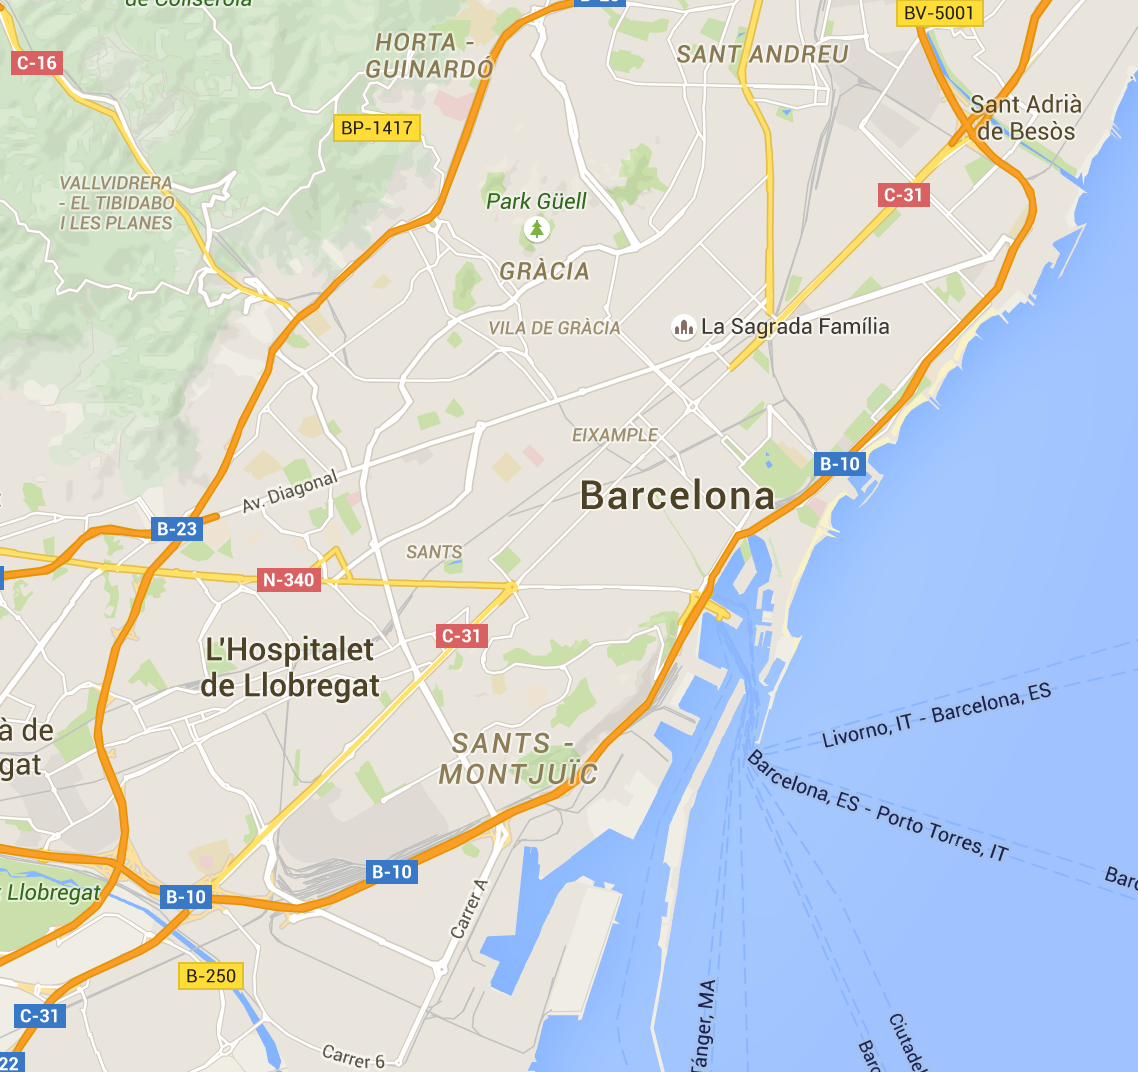 de Collserola
BV-5001
HORTA -
GUINARDÓ
SANT ANDREU
C-16
Sant Adrià
de Besòs
BP-1417
VALLVIDRERA
- EL TIBIDABO
I LES PLANES
C-31
Park Güell
GRÀCIA
VILA DE GRÀCIA
La Sagrada Família
EIXAMPLE
B-10
Av. Diagonal
Barcelona
B-23
SANTS
N-340
C-31
L'Hospitalet
de Llobregat
Livorno, IT - Barcelona, ES
à de
gat
SANTS -
MONTJUÏC
Barcelona, ES - Porto Torres, IT
B-10
Barc
Llobregat
B-10
Carrer A
B-250
C-31
Tánger, MA
Ciutadel
Barc
Carrer 6
22